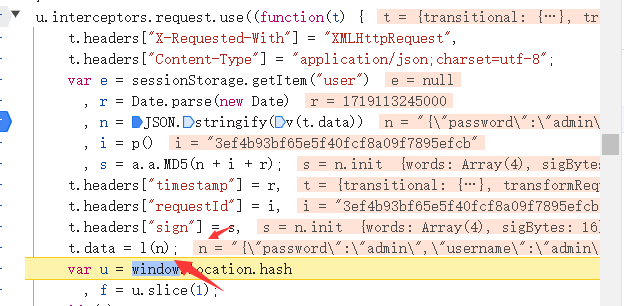 u.interceptors.request.use((function(t) { t = {transitional: {…}, tr
t.headers["X-Requested-With"] = "XMLHttpRequest",
t.headers["Content-Type"] = "application/json;charset=utf-8";
var e = sessionStorage.getItem("user") e = null
, r = Date.parse(new Date) r = 1719113245000
, n = JSON.stringify(v(t.data)) n = "{\"password\":\"admin\
, i = p() i = "3ef4b93bf65e5f40fcf8a09f7895efcb"
, s = a.a.MD5(n + i + r); s = n.init {words: Array(4), sigBytes:
t.headers["timestamp"] = r, t = {transitional: {…}, transformReq
t.headers["requestId"] = i, i = "3ef4b93bf65e5f40fcf8a09f7895efcb
t.headers["sign"] = s, s = n.init {words: Array(4), sigBytes: 16}
t.data = l(n); n = "{\"password\":\"admin\",\"username\":\"adm
var u = window.location.hash
, f = u.slice(1);